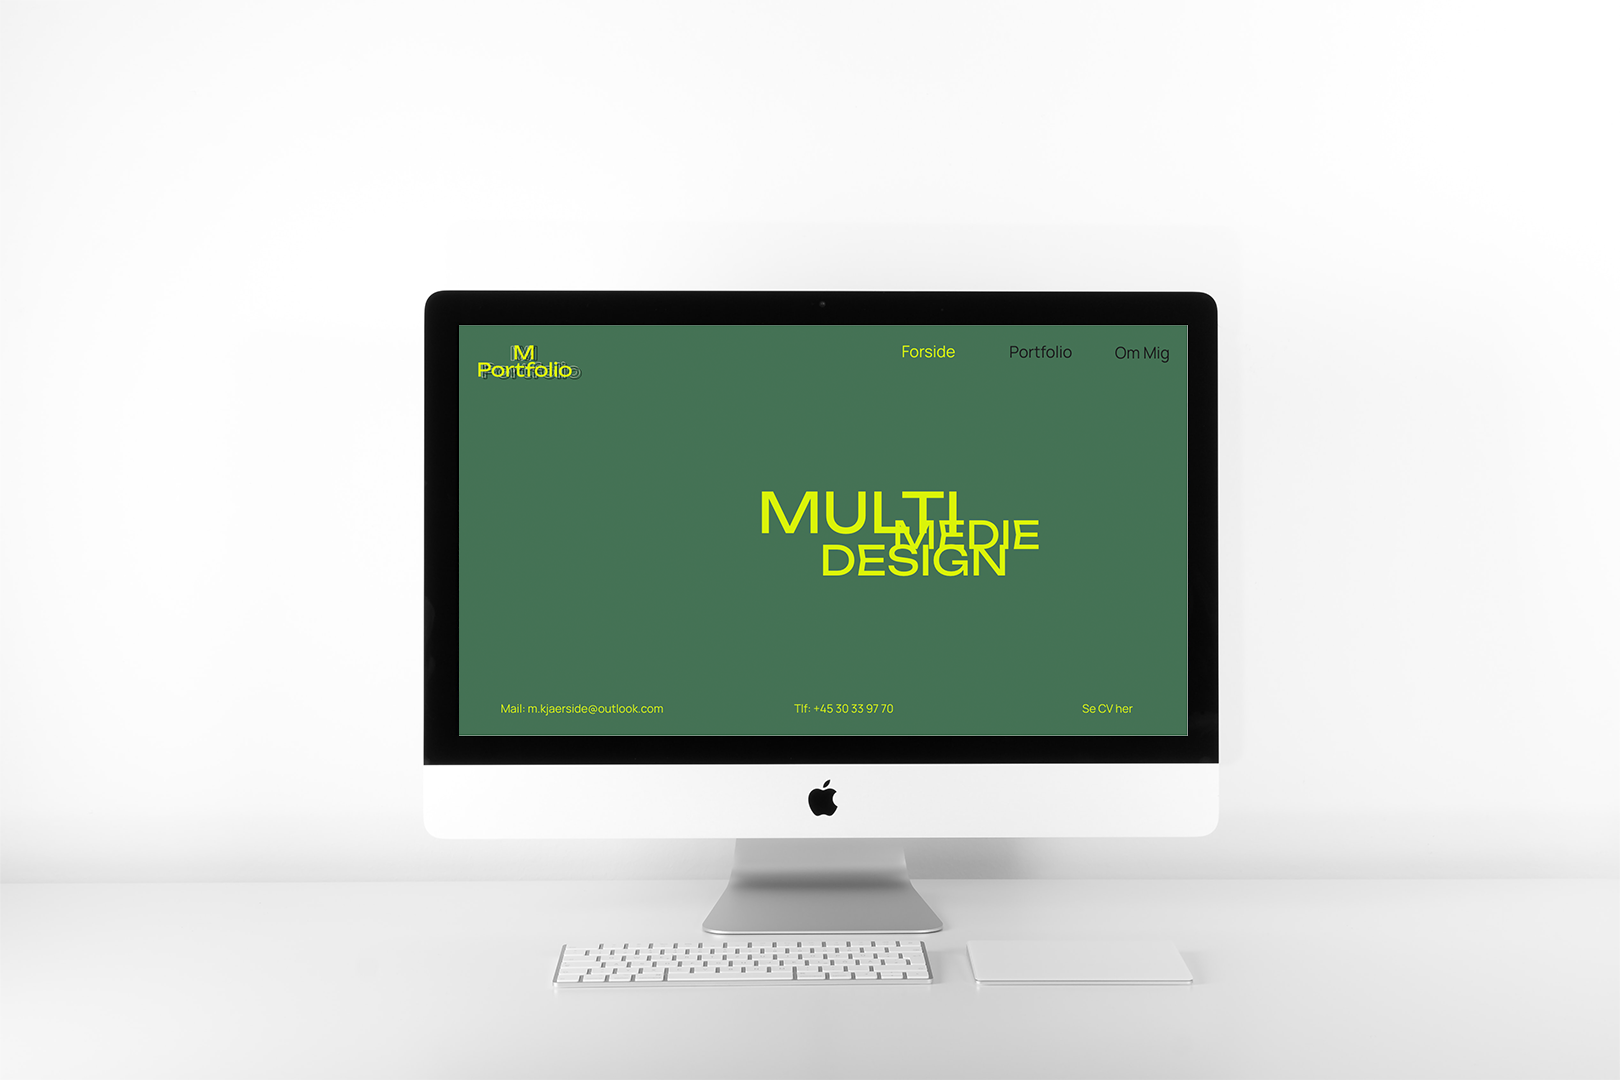 M
Portfolio
Forside
Portfolio
Om Mig
MULTI
MEDIE
DESIGN
Mail: m.kjaerside@outlook.com
Tlf: +45 30 33 97 70
Se CV her